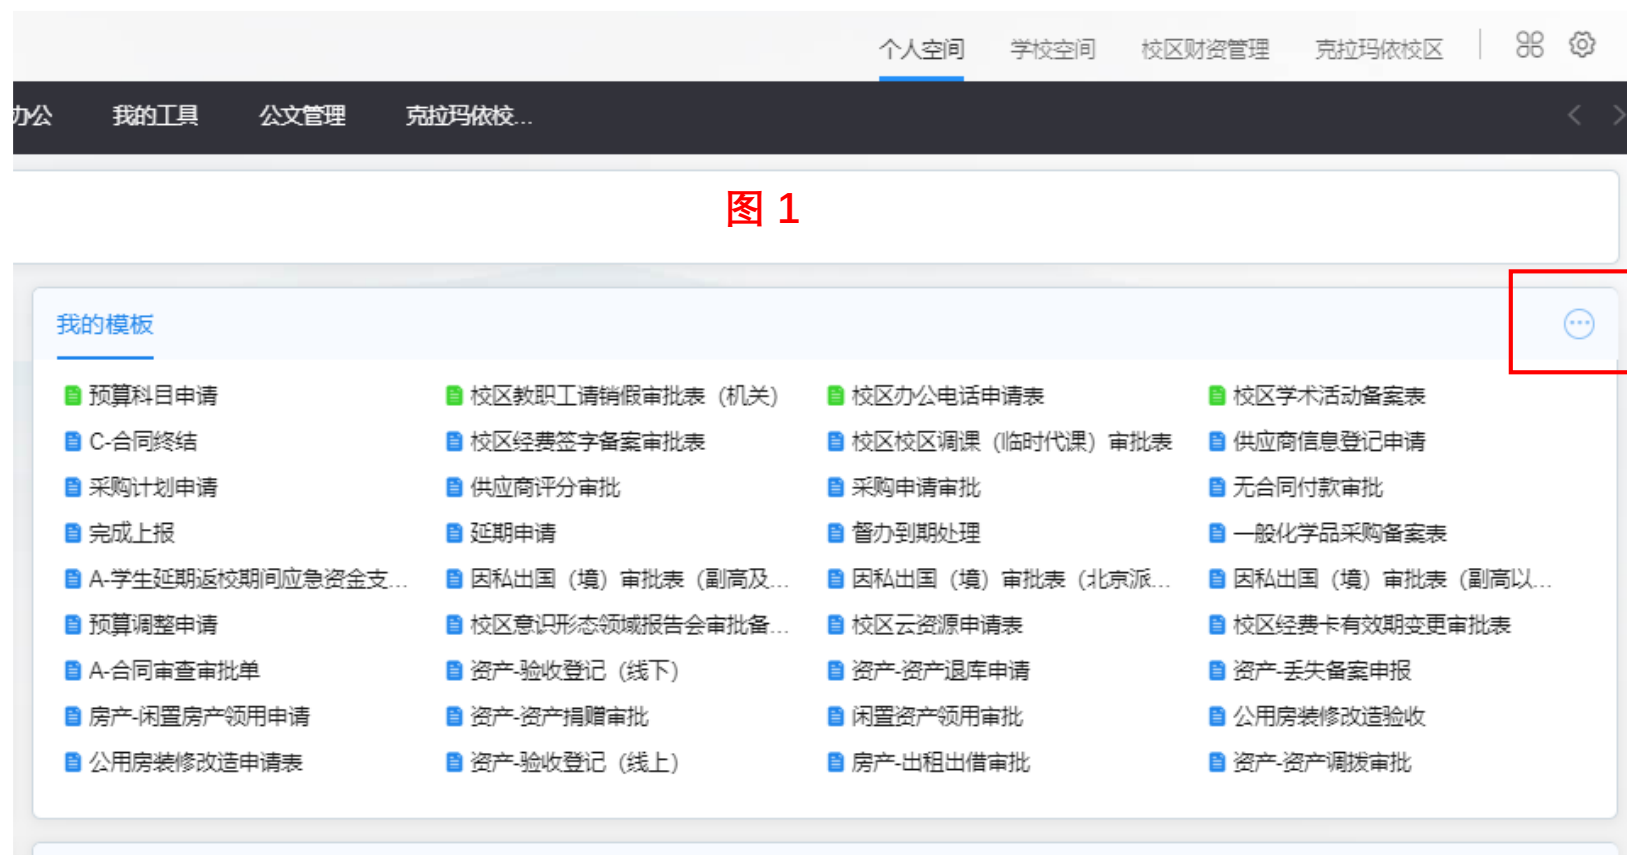 个人空间 学校空间 校区财资管理 克拉玛依校区
办公 我的工具 公文管理 克拉玛依校...
图 1
我的模板
预算科目申请 校区教职工请销假审批表（机关） 校区办公电话申请表 校区学术活动备案表
C-合同终结 校区经费签字备案审批表 校区校区调课（临时代课）审批表 供应商信息登记申请
采购计划申请 供应商评分审批 采购申请审批 无合同付款审批
完成上报 延期申请 督办到期处理 一般化学品采购备案表
A-学生延期返校期间应急资金支... 因私出国（境）审批表（副高及... 因私出国（境）审批表（北京派... 因私出国（境）审批表（副高以...
预算调整申请 校区意识形态领域报告会审批备... 校区云资源申请表 校区经费卡有效期变更审批表
A-合同审查审批单 资产-验收登记（线下） 资产-资产退库申请 资产-丢失备案申报
房产-闲置房产领用申请 资产-资产捐赠审批 闲置资产领用审批 公用房装修改造验收
公用房装修改造申请表 资产-验收登记（线上） 房产-出租出借审批 资产-资产调拨审批